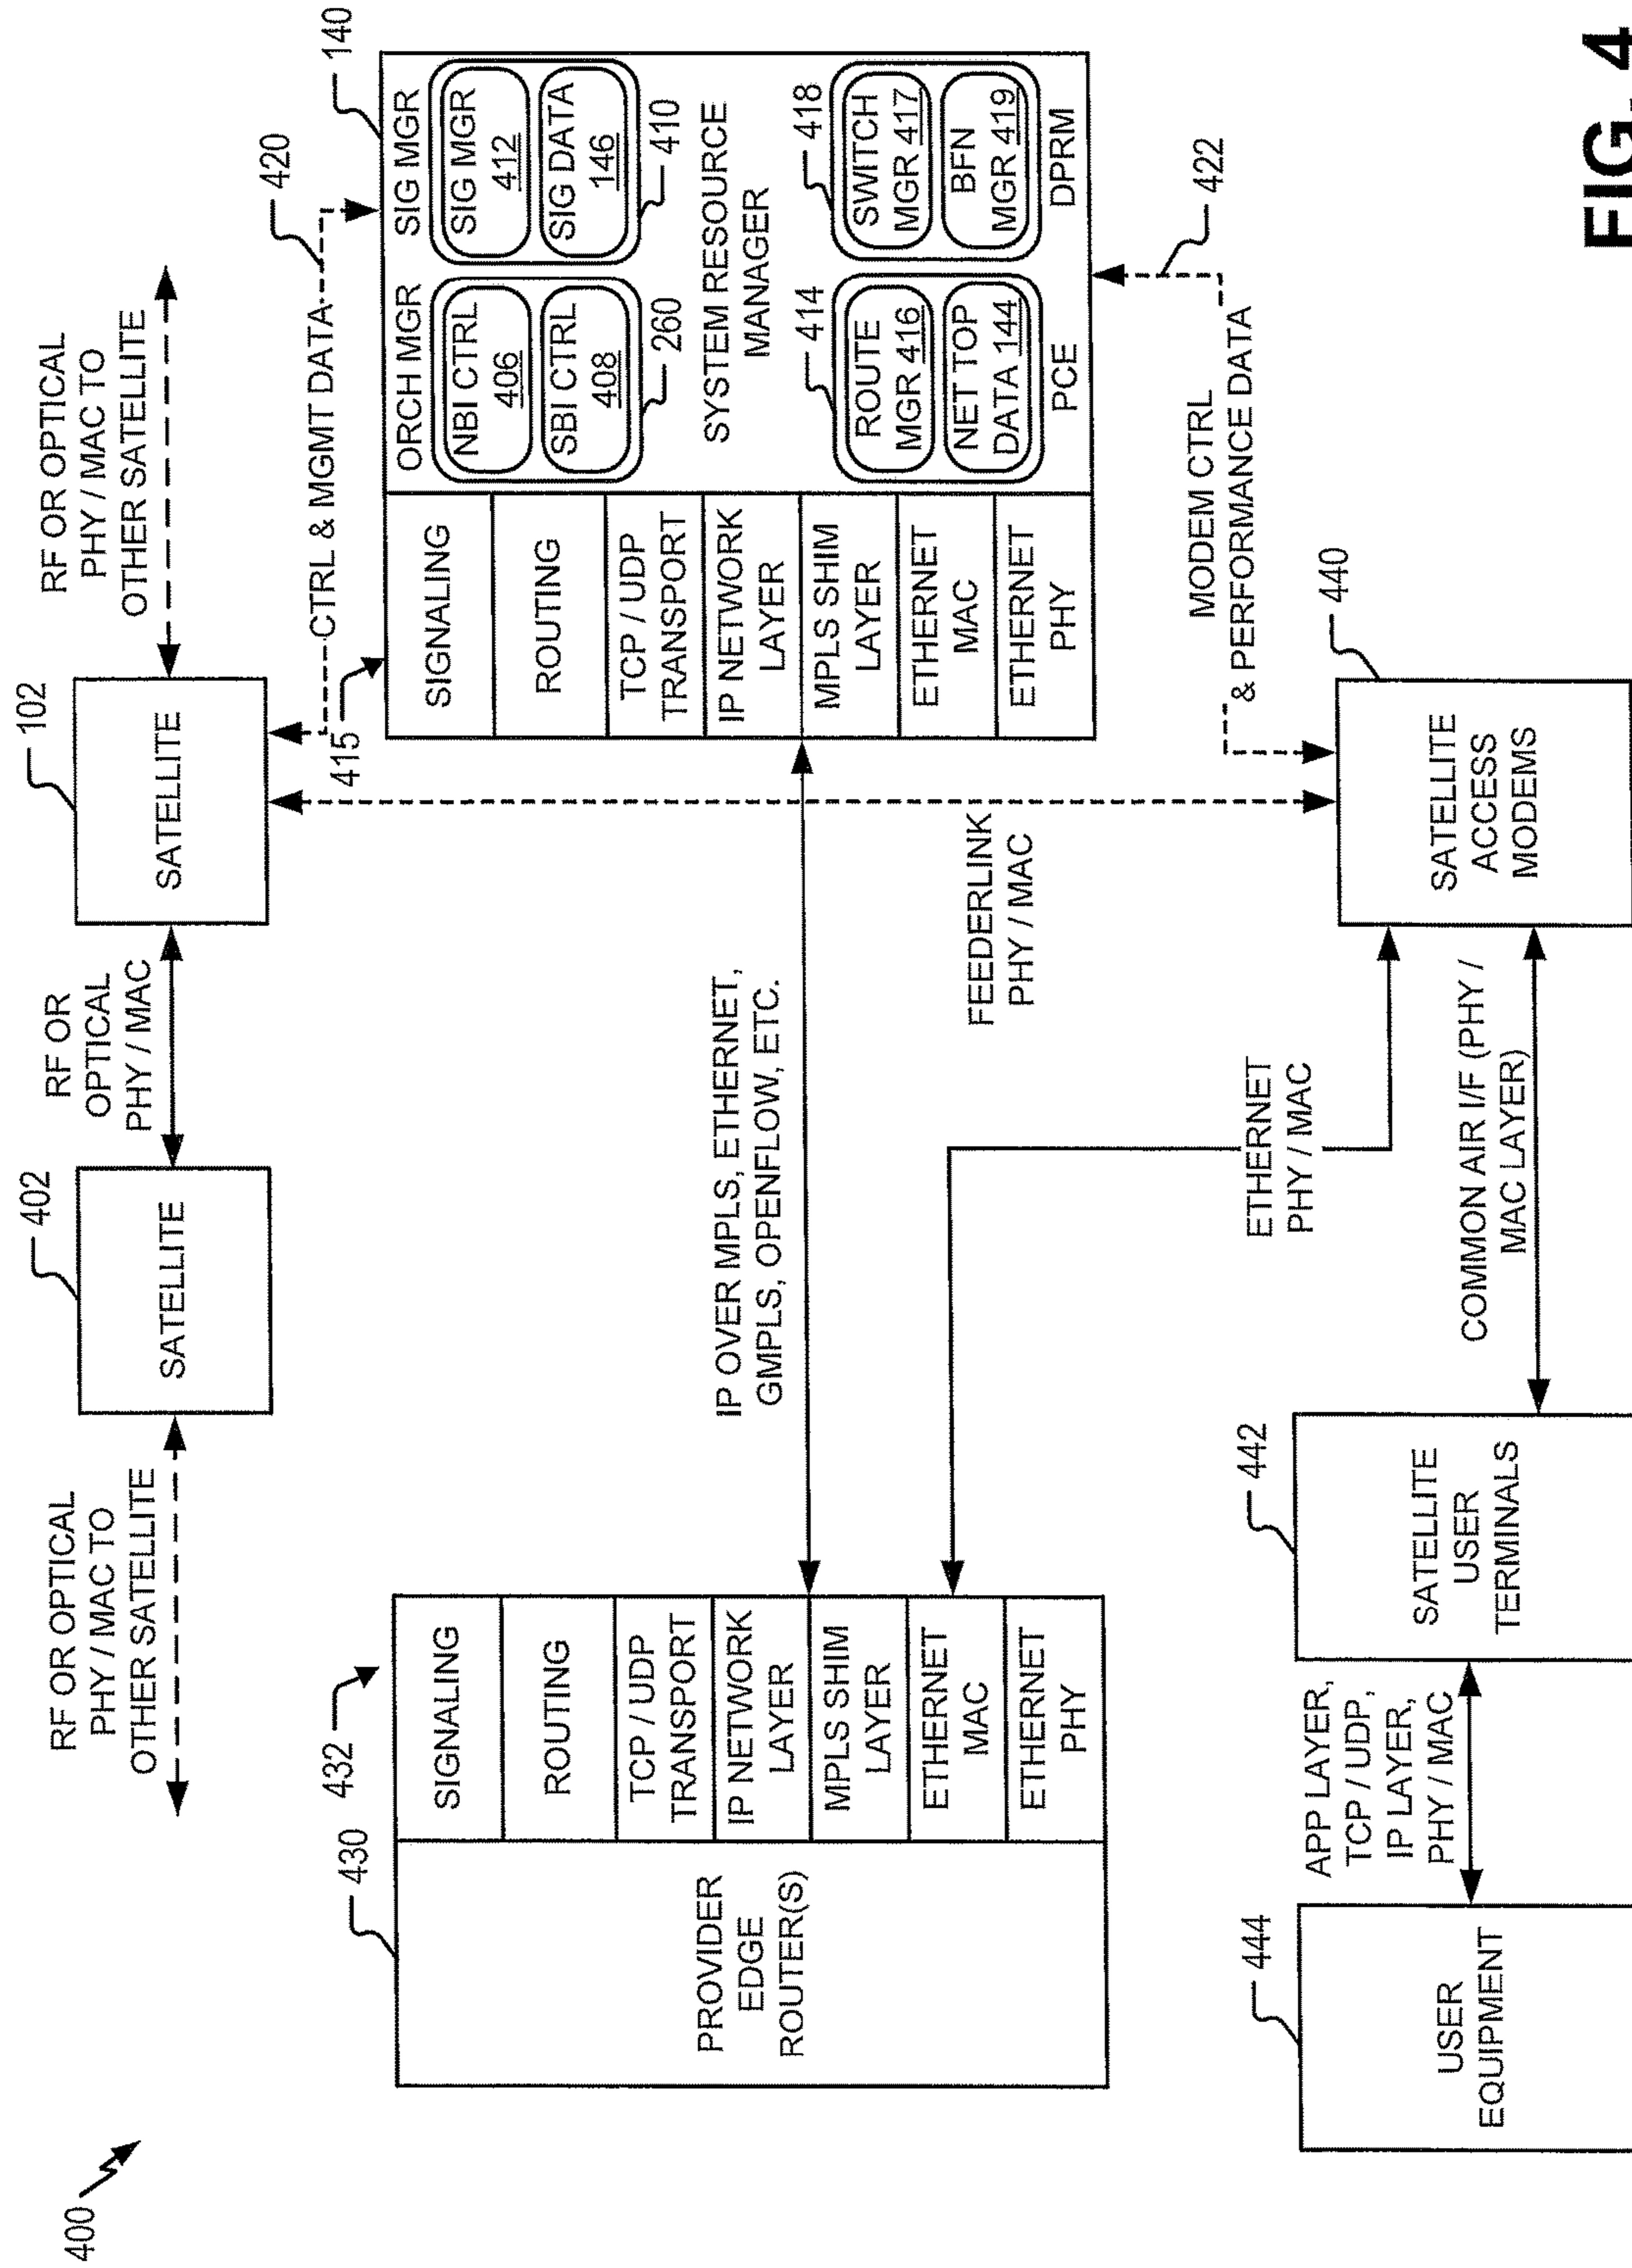 400
RF OR OPTICAL
PHY / MAC TO
OTHER SATELLITE
402
SATELLITE
RF OR
OPTICAL
PHY / MAC
102
SATELLITE
RF OR OPTICAL
PHY / MAC TO
OTHER SATELLITE
420
CTRL & MGMT DATA
430
PROVIDER
EDGE
ROUTER(S)
432
SIGNALING
ROUTING
TCP / UDP
TRANSPORT
IP NETWORK
LAYER
MPLS SHIM
LAYER
ETHERNET
MAC
ETHERNET
PHY
IP OVER MPLS, ETHERNET,
GMPLS, OPENFLOW, ETC.
FEEDERLINK
PHY / MAC
415
SIGNALING
ROUTING
TCP / UDP
TRANSPORT
IP NETWORK
LAYER
MPLS SHIM
LAYER
ETHERNET
MAC
ETHERNET
PHY
140
ORCH MGR
NBI CTRL
406
SBI CTRL
408
260
SIG MGR
SIG MGR
412
SIG DATA
146
410
SYSTEM RESOURCE
MANAGER
414
ROUTE
MGR 416
NET TOP
DATA 144
PCE
418
SWITCH
MGR 417
BFN
MGR 419
DPRM
422
MODEM CTRL
& PERFORMANCE DATA
ETHERNET
PHY / MAC
444
USER
EQUIPMENT
APP LAYER,
TCP / UDP,
IP LAYER,
PHY / MAC
442
SATELLITE
USER
TERMINALS
COMMON AIR I/F (PHY /
MAC LAYER)
440
SATELLITE
ACCESS
MODEMS
FIG. 4